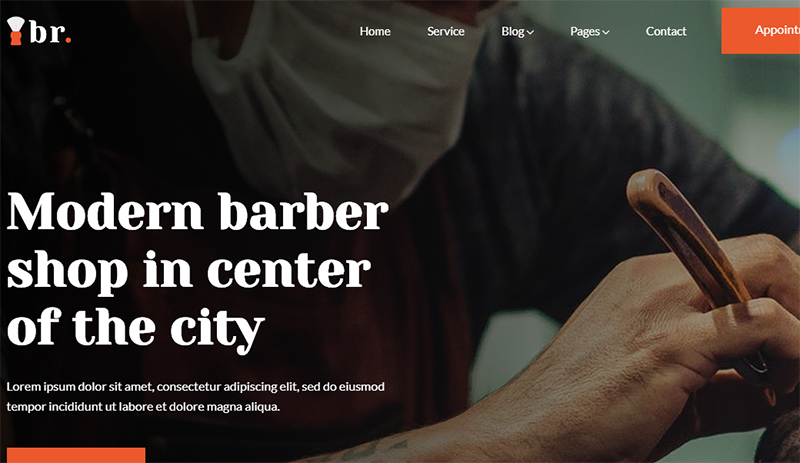 br.
Home Service Blog Pages Contact
Modern barber
shop in center
of the city
Lorem ipsum dolor sit amet, consectetur adipiscing elit, sed do eiusmod
tempor incididunt ut labore et dolore magna aliqua.